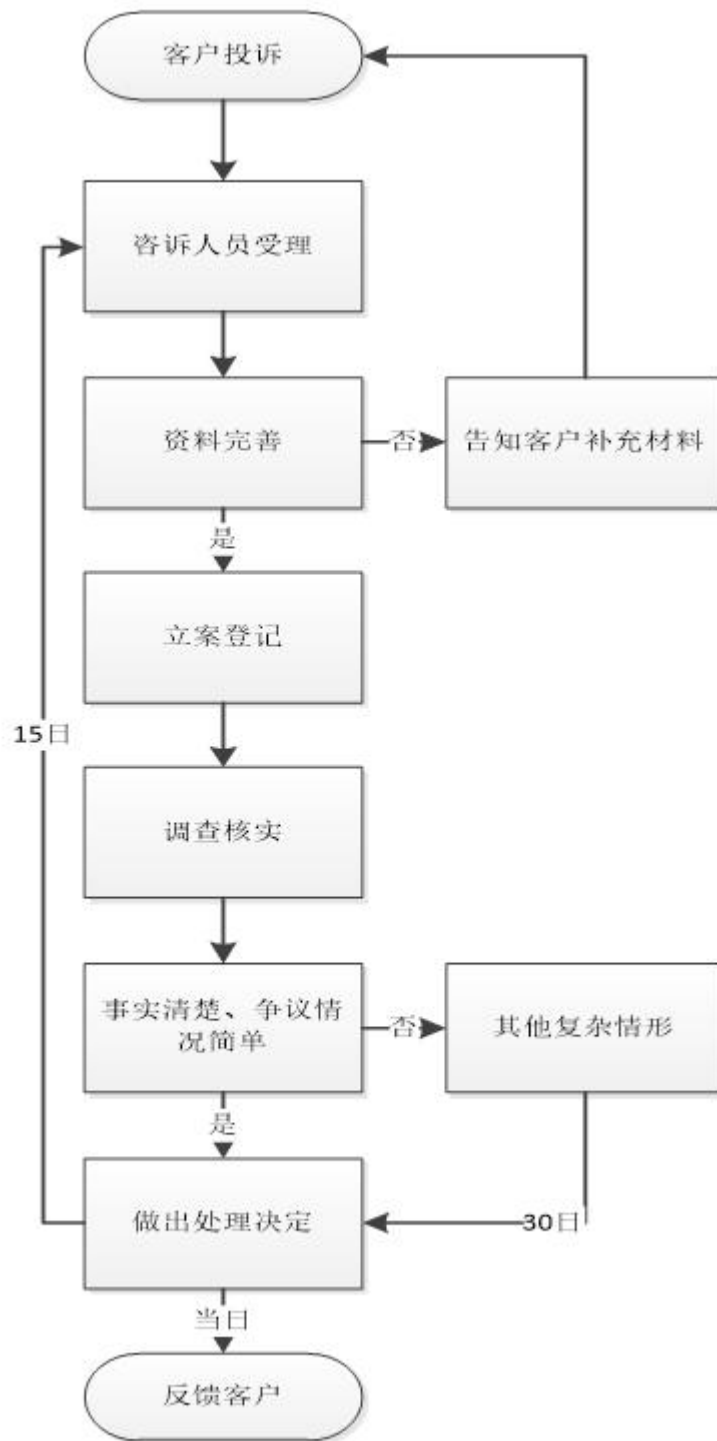 客户投诉
咨诉人员受理
资料完善
否
告知客户补充材料
是
立案登记
15日
调查核实
事实清楚、争议情
况简单
否
其他复杂情形
是
做出处理决定
30日
当日
反馈客户